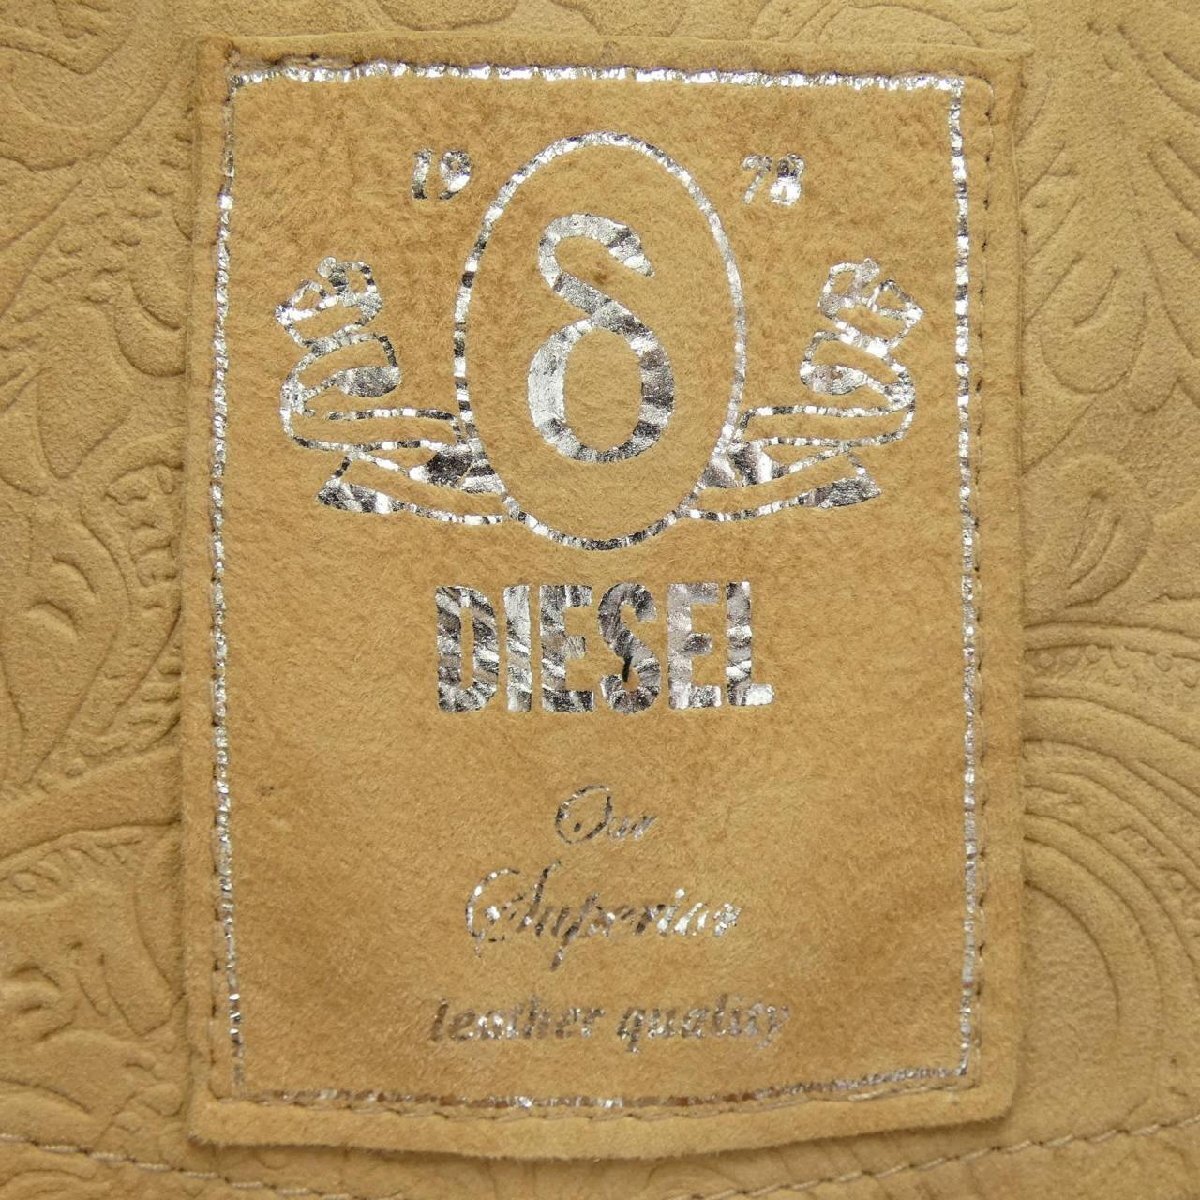 19 78
δ
DIESEL
Our
Superior
leather quality